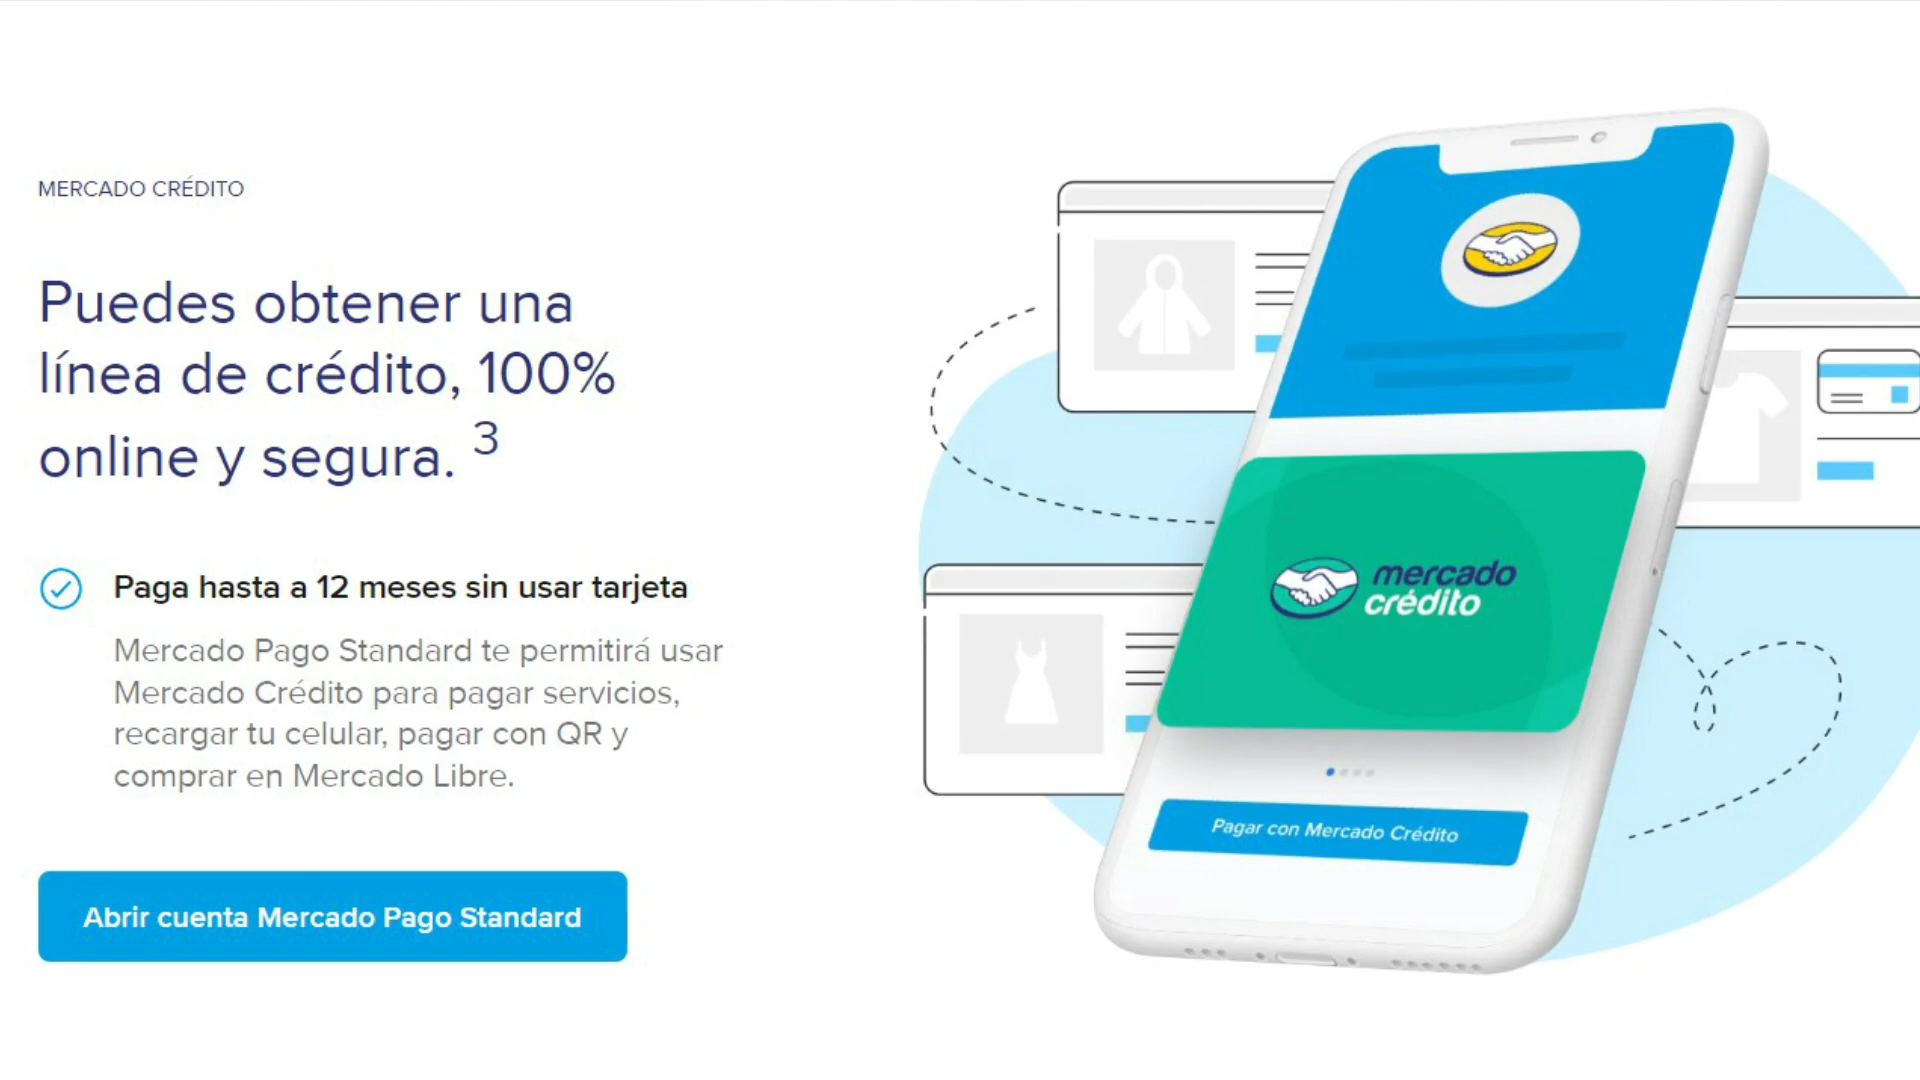 MERCADO CRÉDITO
Puedes obtener una
línea de crédito, 100%
online y segura. 3
Paga hasta a 12 meses sin usar tarjeta
Mercado Pago Standard te permitirá usar
Mercado Crédito para pagar servicios,
recargar tu celular, pagar con QR y
comprar en Mercado Libre.
Abrir cuenta Mercado Pago Standard
mercado
crédito
Pagar con Mercado Crédito